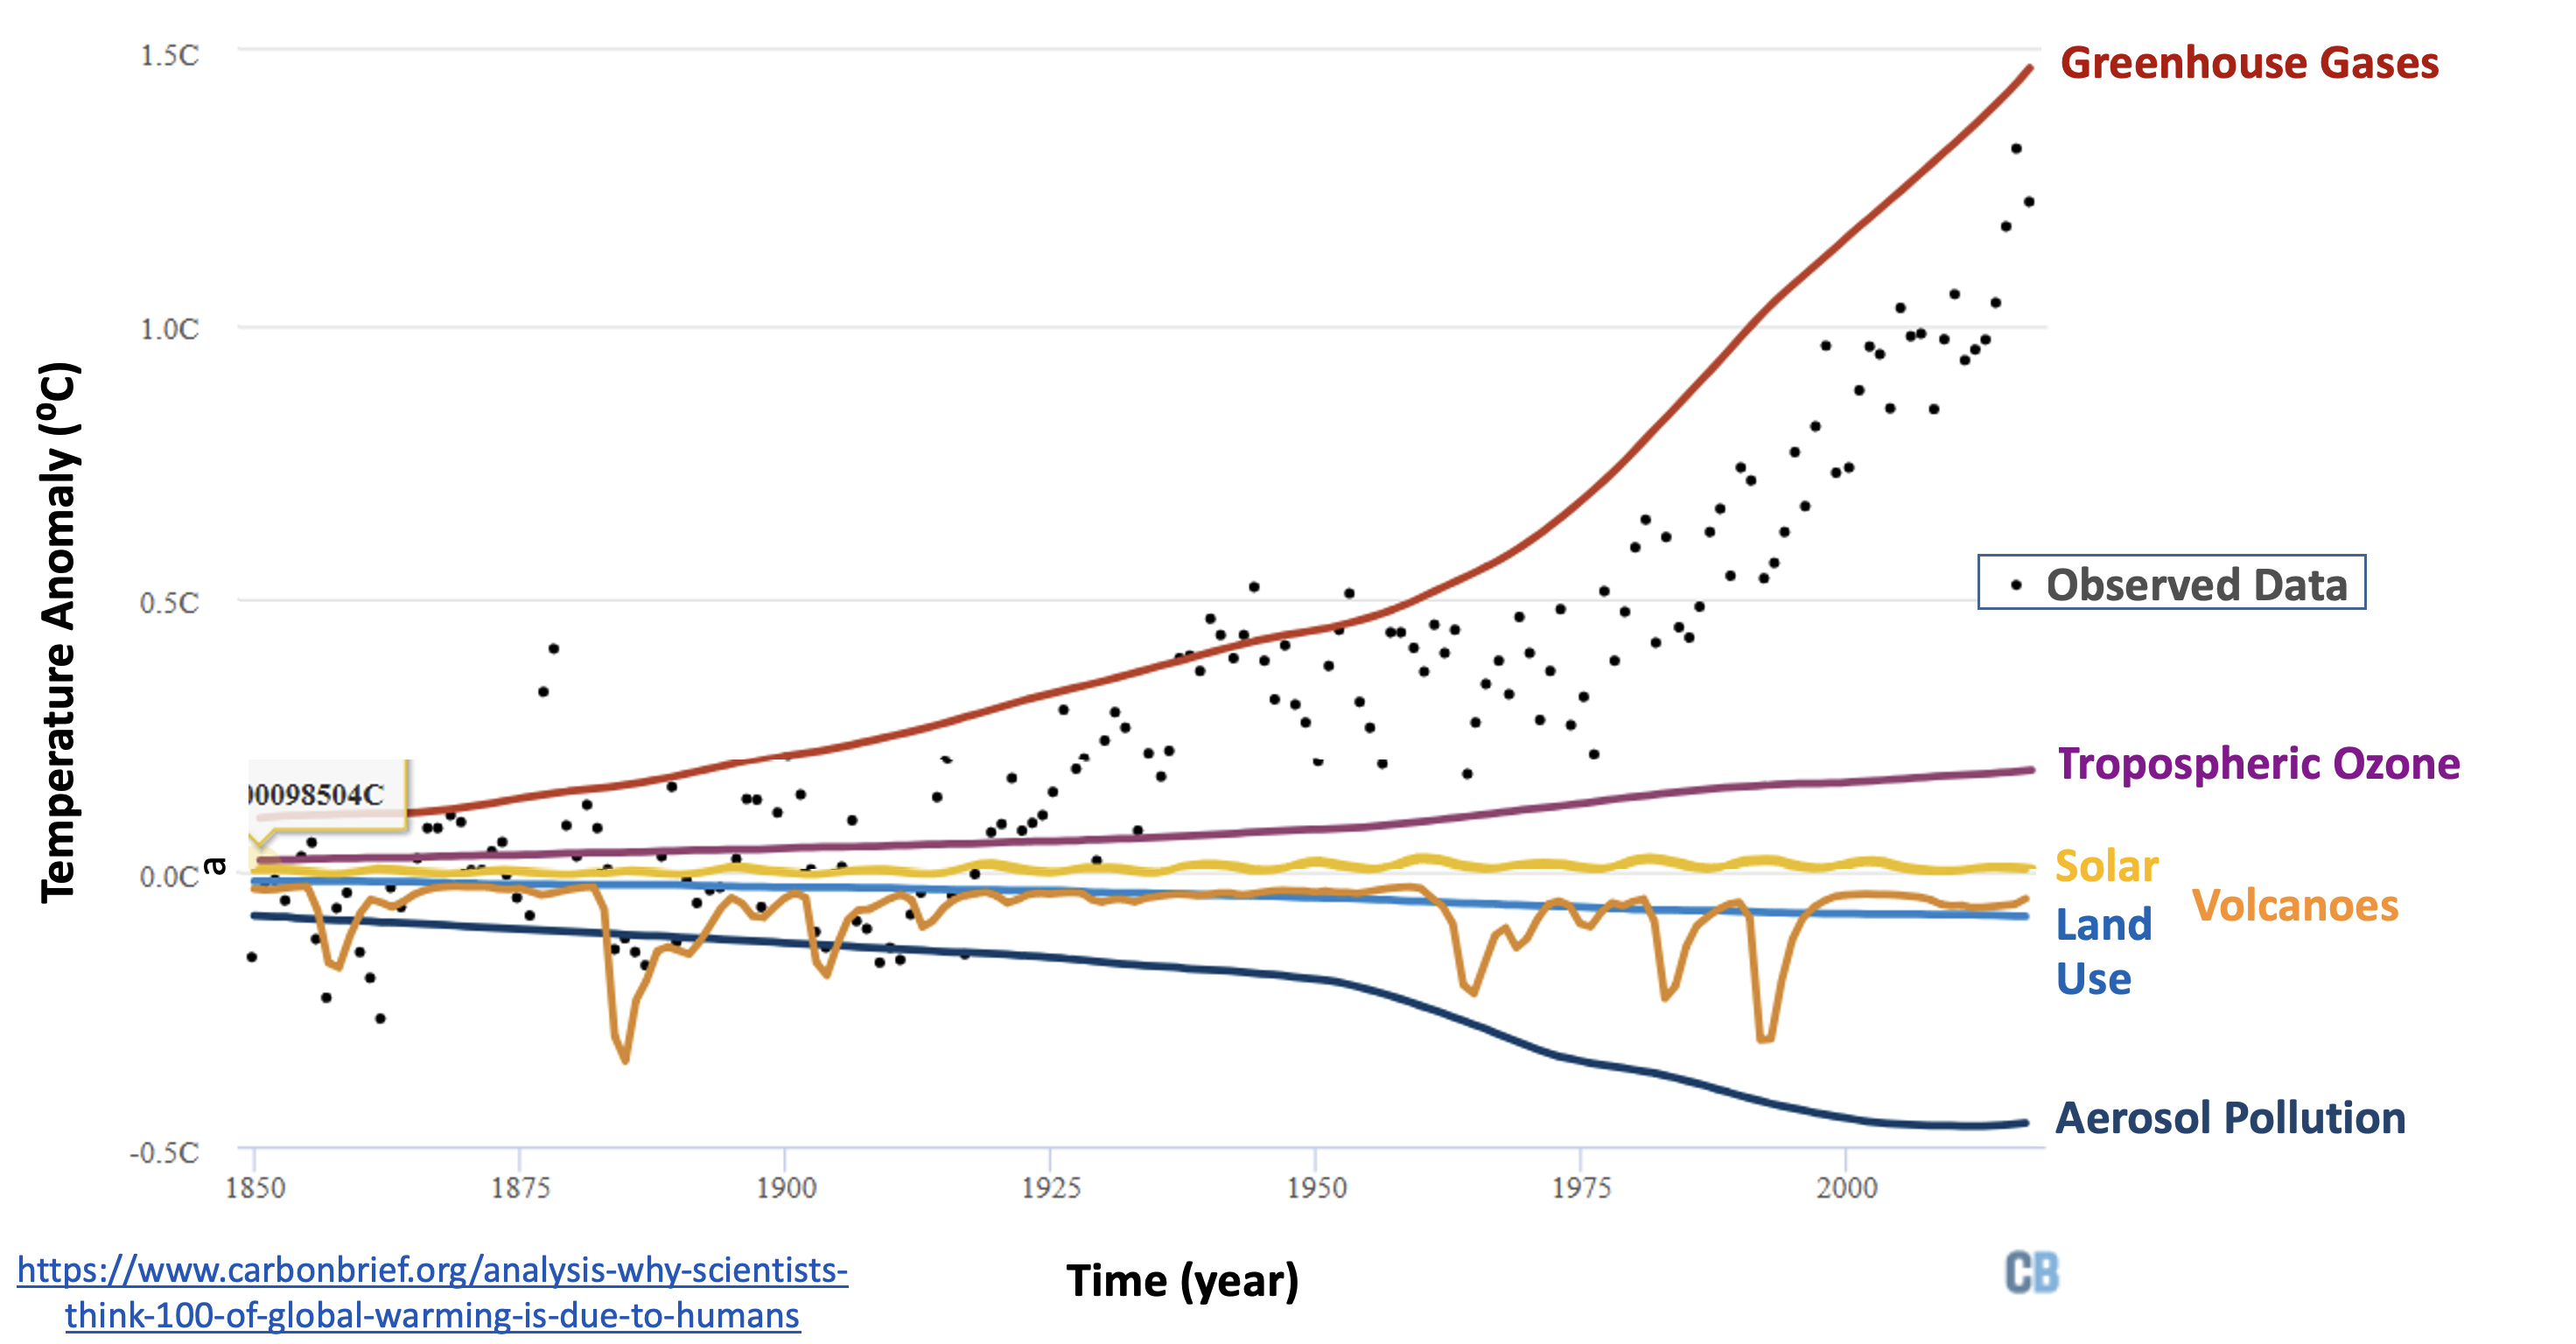 1.5C
Greenhouse Gases
1.0C
Temperature Anomaly (⁰C)
0.5C
Observed Data
Tropospheric Ozone
00098504C
a
0.0C
Solar
Volcanoes
Land
Use
Aerosol Pollution
-0.5C
1850 1875 1900 1925 1950 1975 2000
Time (year)
CB
https://www.carbonbrief.org/analysis-why-scientists-
think-100-of-global-warming-is-due-to-humans